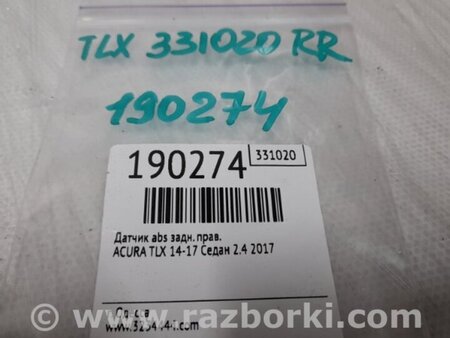 TLX 331020 RR
190274
190274 331020
Датчик abs задн. прав.
ACURA TLX 14-17 Седан 2.4 2017
Одесса
www.razborki.com